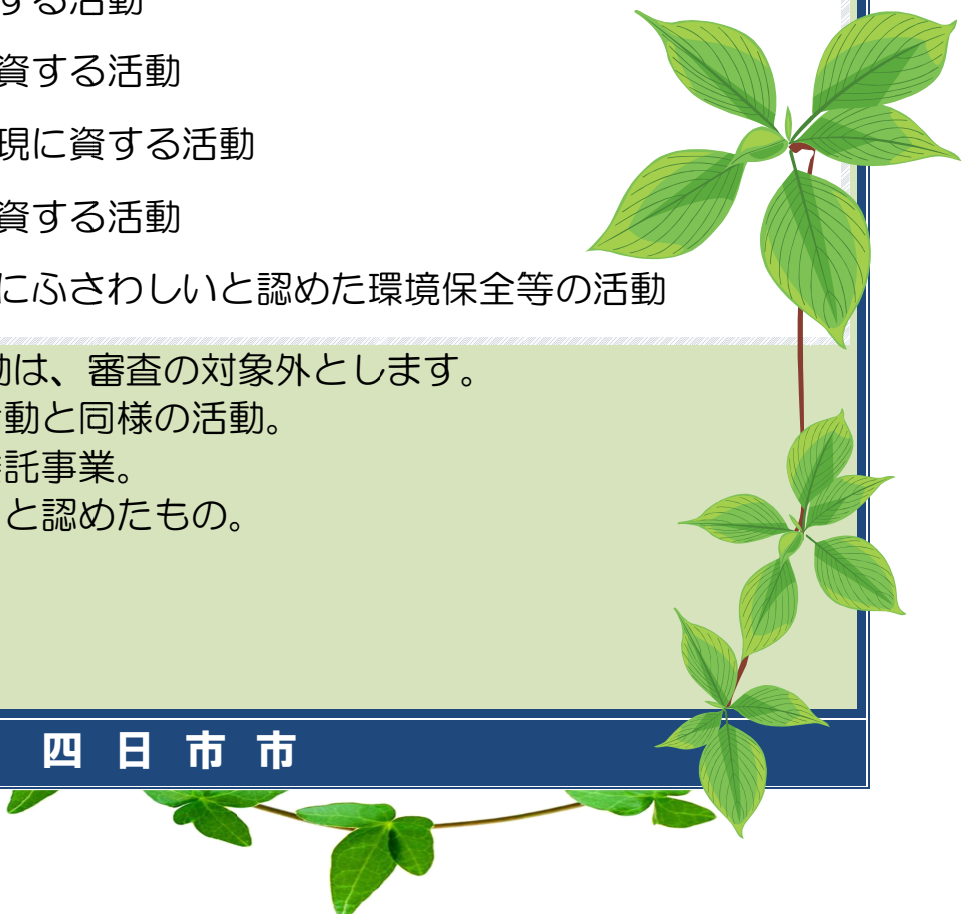 する活動
資する活動
現に資する活動
資する活動
にふさわしいと認めた環境保全等の活動
動は、審査の対象外とします。
活動と同様の活動。
委託事業。
と認めたもの。
四日市市